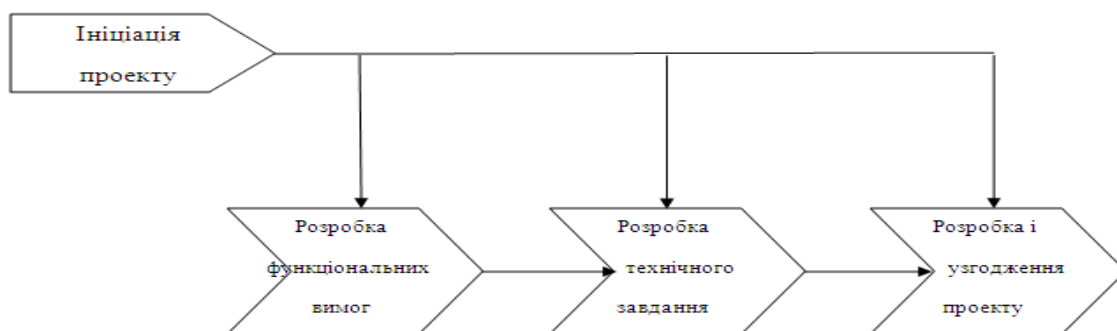 Ініціація
проекту
Розробка
функціональних
вимог
Розробка
технічного
завдання
Розробка і
узгодження
проекту